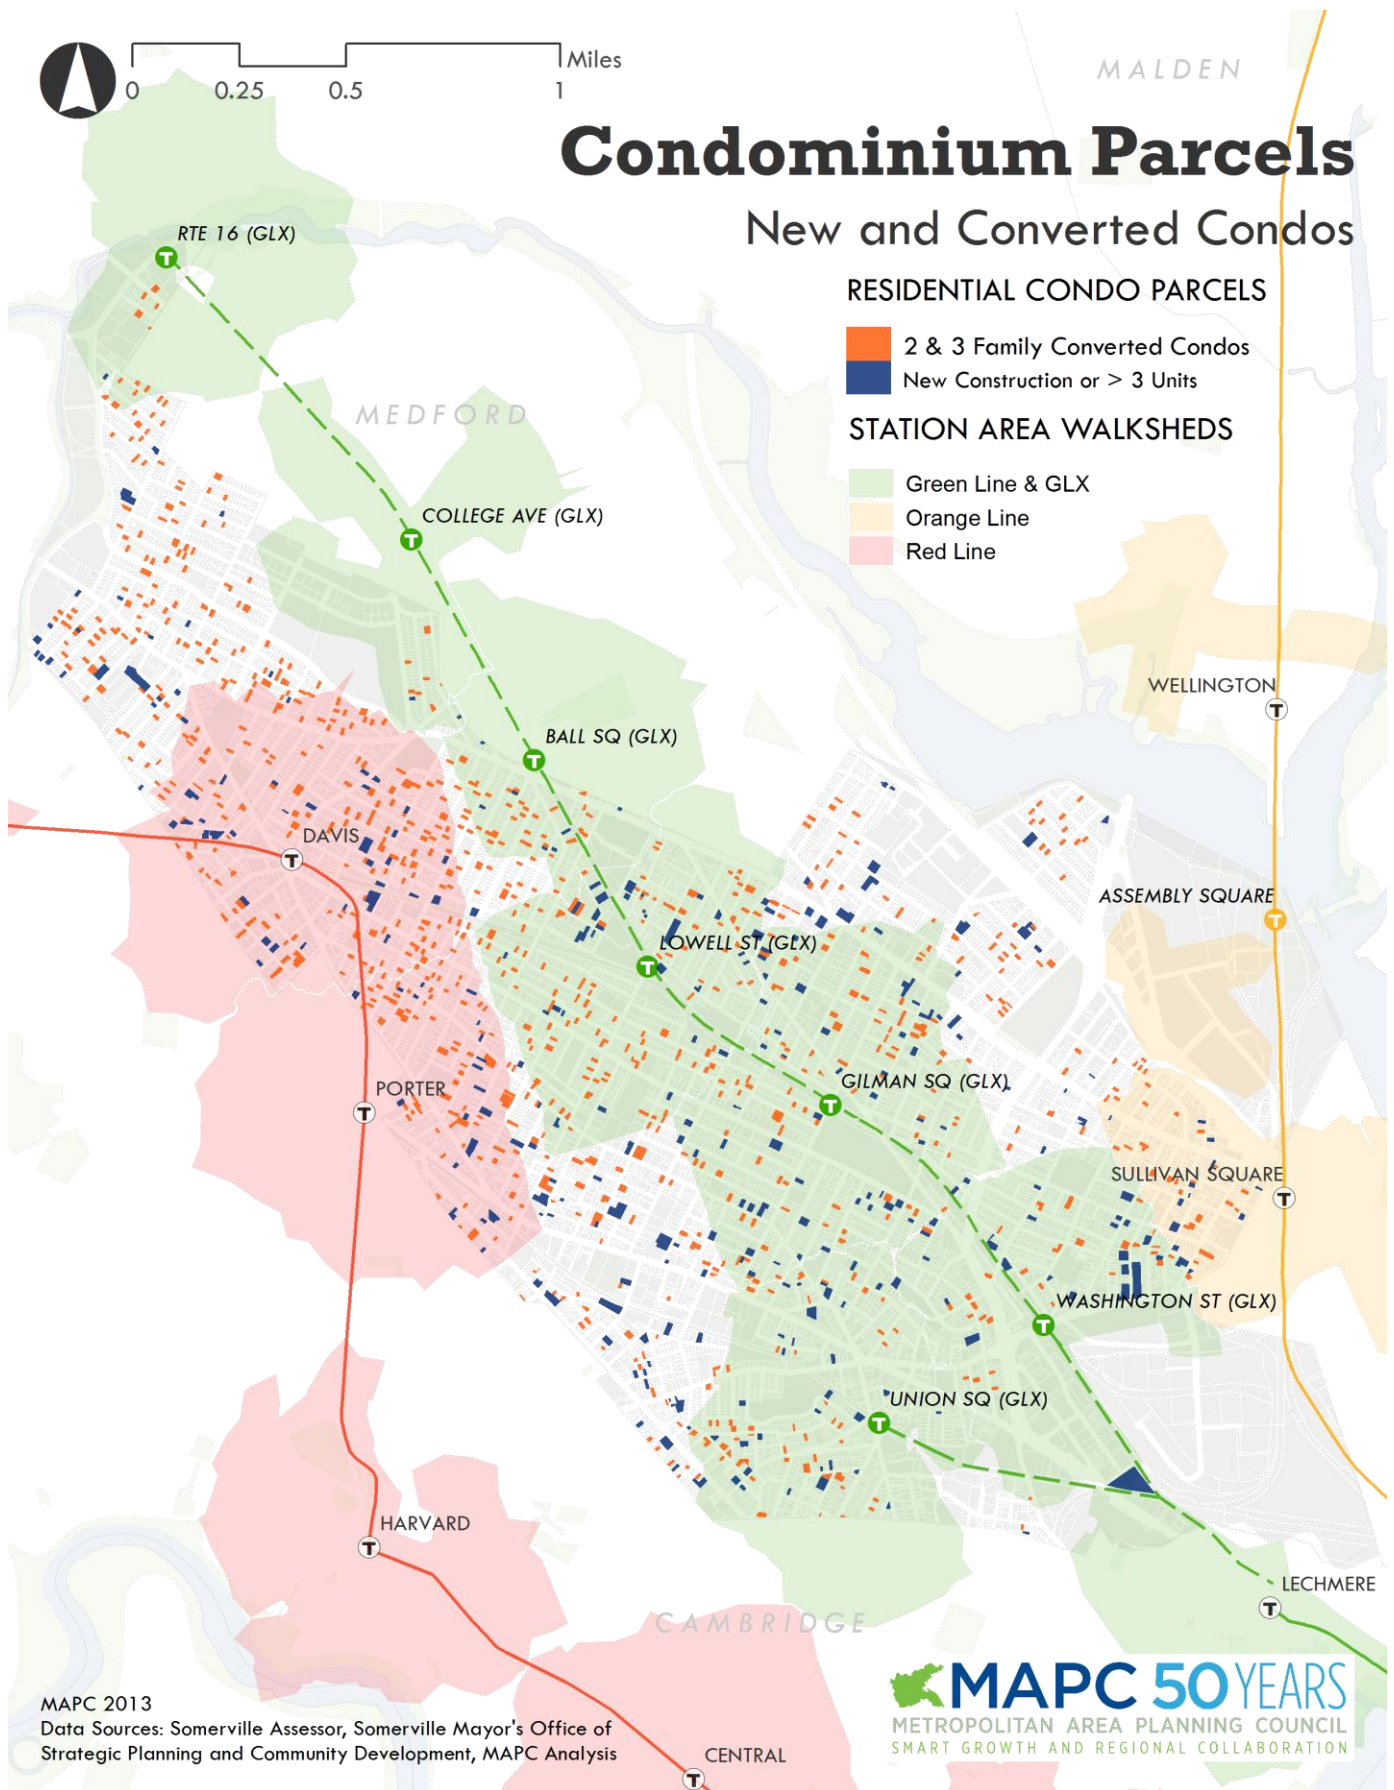 Miles
0 0.25 0.5 1
MALDEN
Condominium Parcels
New and Converted Condos
RTE 16 (GLX)
T
RESIDENTIAL CONDO PARCELS
2 & 3 Family Converted Condos
New Construction or > 3 Units
STATION AREA WALKSHEDS
Green Line & GLX
Orange Line
Red Line
MEDFORD
COLLEGE AVE (GLX)
T
WELLINGTON
T
BALL SQ (GLX)
T
DAVIS
T
ASSEMBLY SQUARE
T
LOWELL ST (GLX)
T
GILMAN SQ (GLX)
T
PORTER
T
SULLIVAN SQUARE
T
WASHINGTON ST (GLX)
T
UNION SQ (GLX)
T
HARVARD
T
LECHMERE
T
CAMBRIDGE
MAPC 50 YEARS
METROPOLITAN AREA PLANNING COUNCIL
SMART GROWTH AND REGIONAL COLLABORATION
MAPC 2013
Data Sources: Somerville Assessor, Somerville Mayor's Office of
Strategic Planning and Community Development, MAPC Analysis
CENTRAL
T